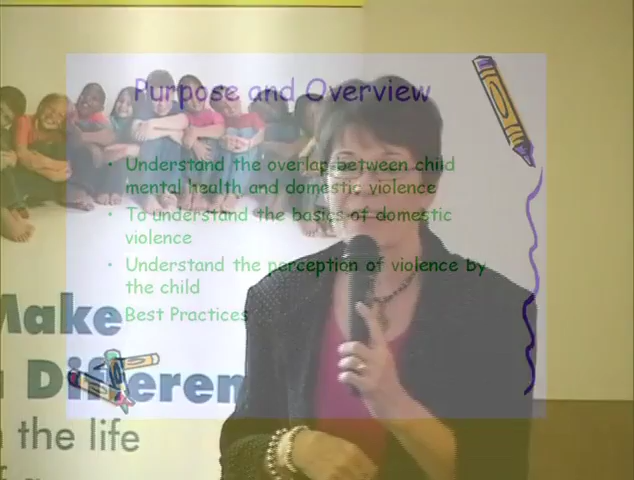 Purpose and Overview
• Understand the overlap between child
mental health and domestic violence
• To understand the basics of domestic
violence
• Understand the perception of violence by
the child
Best Practices
Make
Differen
the life